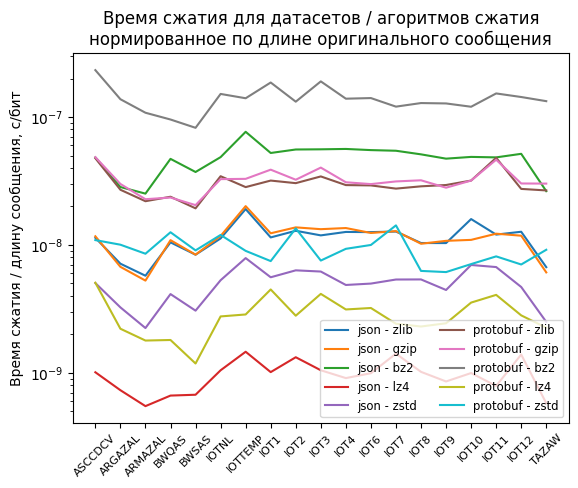 Время сжатия для датасетов / агоритмов сжатия
нормированное по длине оригинального сообщения
Время сжатия / длину сообщения, с/бит
10⁻⁷
10⁻⁸
10⁻⁹
json - zlib
json - gzip
json - bz2
json - lz4
json - zstd
protobuf - zlib
protobuf - gzip
protobuf - bz2
protobuf - lz4
protobuf - zstd
ASCCDCV
ARGAZAL
ARMAZAL
BWQAS
BWSAS
IOTNL
IOTTEMP
IOT1
IOT2
IOT3
IOT4
IOT6
IOT7
IOT8
IOT9
IOT10
IOT11
IOT12
TAZAW